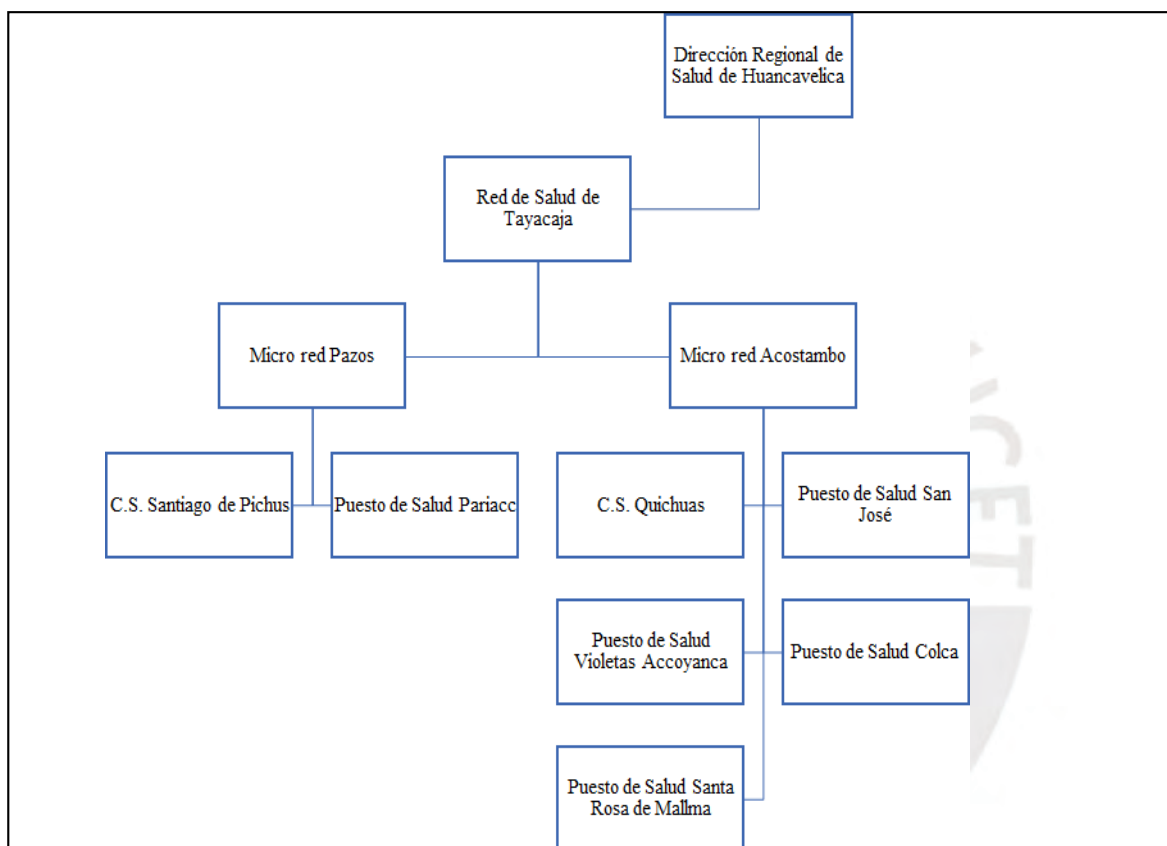 Dirección Regional de
Salud de Huancavelica
Red de Salud de
Tayacaja
Micro red Pazos
Micro red Acostambo
C.S. Santiago de Pichus
Puesto de Salud Pariacc
C.S. Quichuas
Puesto de Salud San
José
Puesto de Salud
Violetas Accoyanca
Puesto de Salud Colca
Puesto de Salud Santa
Rosa de Mallma